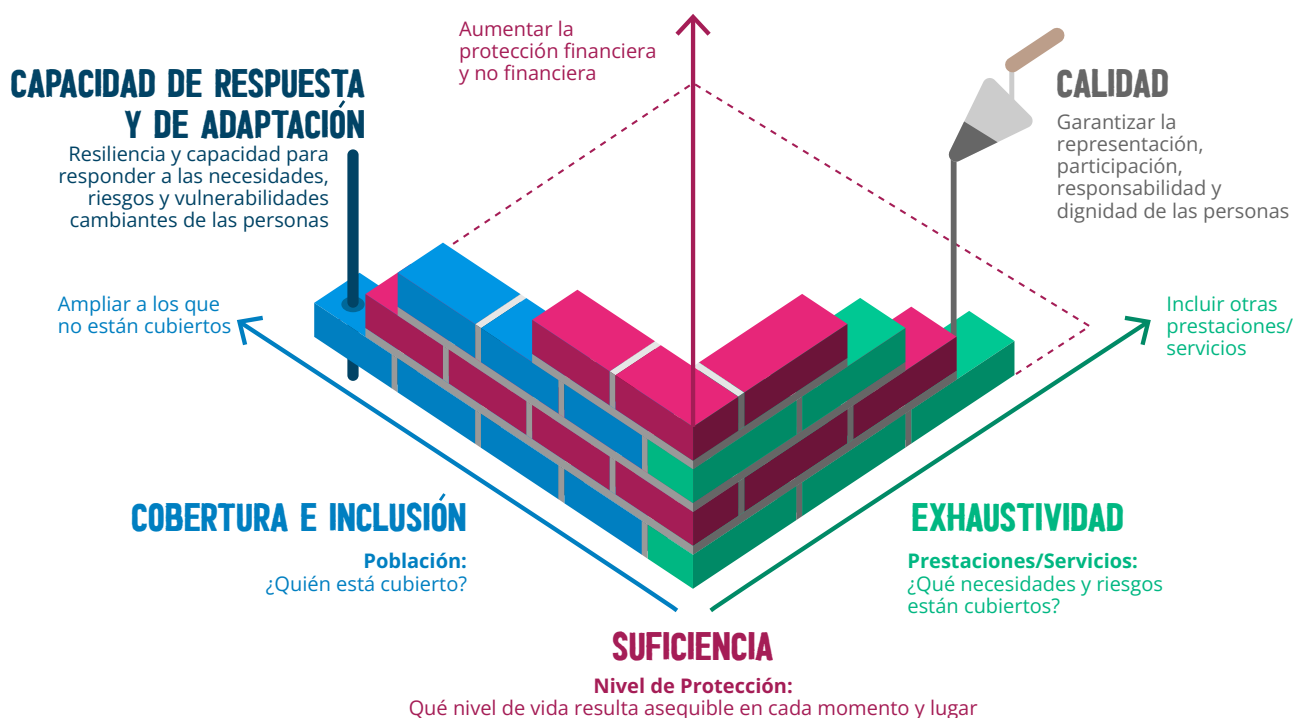 Aumentar la
protección financiera
y no financiera
CAPACIDAD DE RESPUESTA
Y DE ADAPTACIÓN
Resiliencia y capacidad para
responder a las necesidades,
riesgos y vulnerabilidades
cambiantes de las personas
CALIDAD
Garantizar la
representación,
participación,
responsabilidad y
dignidad de las personas
Ampliar a los que
no están cubiertos
Incluir otras
prestaciones/
servicios
COBERTURA E INCLUSIÓN
Población:
¿Quién está cubierto?
EXHAUSTIVIDAD
Prestaciones/Servicios:
¿Qué necesidades y riesgos
están cubiertos?
SUFICIENCIA
Nivel de Protección:
Qué nivel de vida resulta asequible en cada momento y lugar